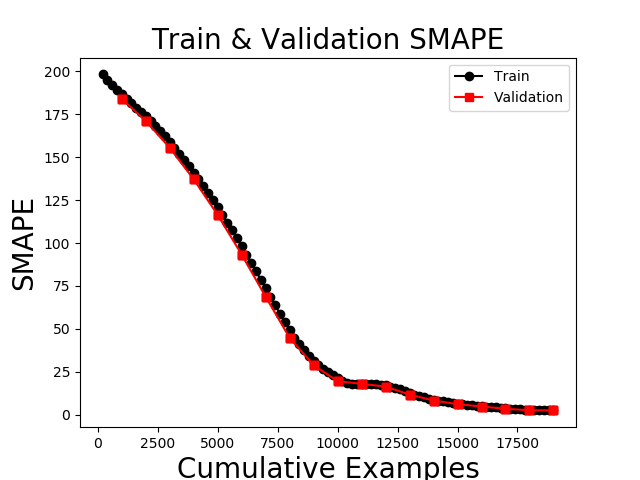 Train & Validation SMAPE
Train
Validation
SMAPE
200
175
150
125
100
75
50
25
0
0 2500 5000 7500 10000 12500 15000 17500
Cumulative Examples